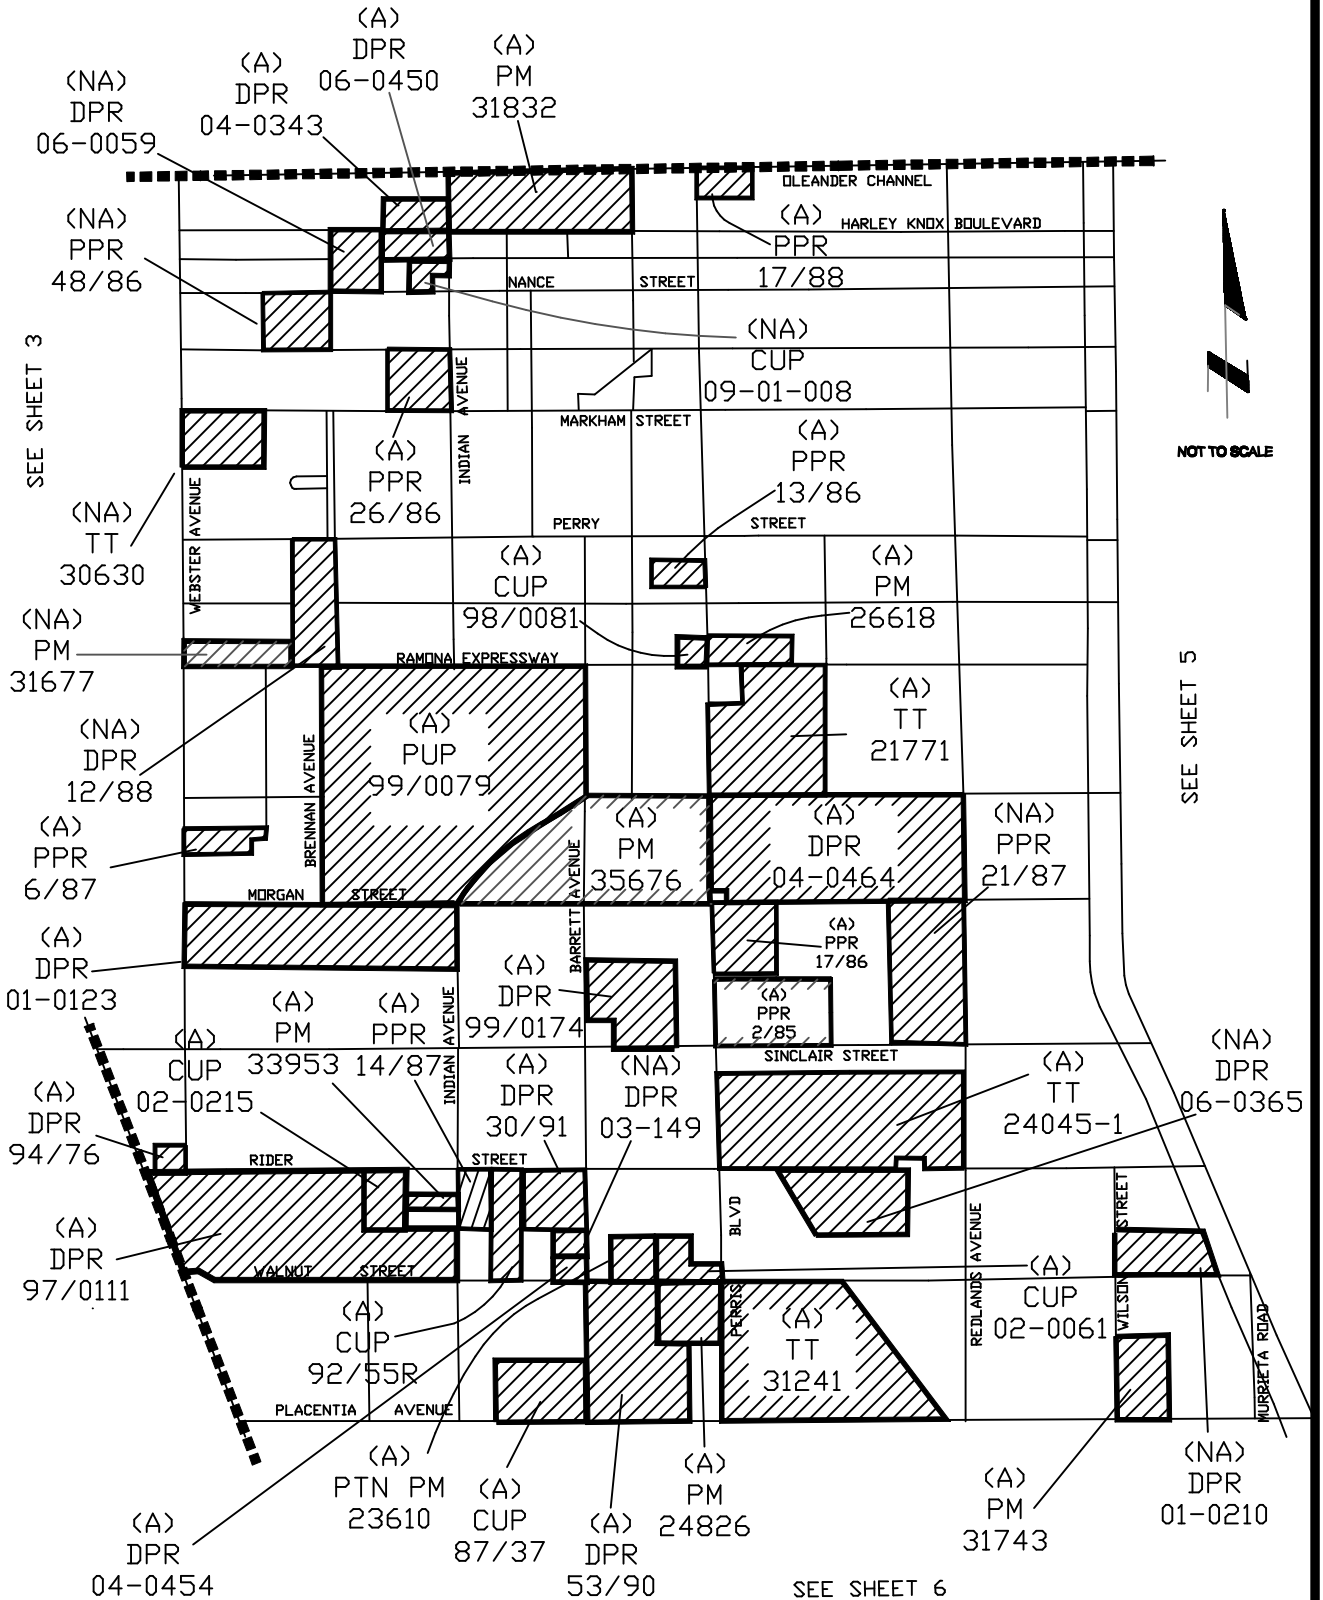 (A)
DPR
06-0450
(A)
PM
31832
(A)
DPR
04-0343
(NA)
DPR
06-0059
OLEANDER CHANNEL
(NA)
PPR
48/86
(A)
PPR
17/88
HARLEY KNOX BOULEVARD
NANCE STREET
(NA)
CUP
09-01-008
SEE SHEET 3
INDIAN AVENUE
MARKHAM STREET
NOT TO SCALE
(A)
PPR
26/86
(A)
PPR
13/86
(NA)
TT
30630
WEBSTER AVENUE
PERRY STREET
(A)
CUP
98/0081
(A)
PM
26618
(NA)
PM
31677
RAMONA EXPRESSWAY
SEE SHEET 5
(A)
TT
21771
(NA)
DPR
12/88
(A)
PUP
99/0079
BRENNAN AVENUE
(A)
PPR
6/87
(A)
PM
35676
(A)
DPR
04-0464
(NA)
PPR
21/87
BARRETT AVENUE
MORGAN STREET
(A)
DPR
01-0123
(A)
PPR
17/86
(A)
DPR
99/0174
(A)
PPR
2/85
(A)
PM
33953
(A)
PPR
14/87
INDIAN AVENUE
(A)
CUP
02-0215
SINCLAIR STREET
(A)
DPR
30/91
(NA)
DPR
03-149
(A)
TT
24045-1
(NA)
DPR
06-0365
(A)
DPR
94/76
RIDER STREET
PERRIS BLVD
REDLANDS AVENUE
WILSON STREET
(A)
DPR
97/0111
WALNUT STREET
(A)
CUP
02-0061
(A)
CUP
92/55R
(A)
TT
31241
MURRIETA ROAD
PLACENTIA AVENUE
(A)
PTN PM
23610
(A)
CUP
87/37
(A)
DPR
53/90
(A)
PM
24826
(A)
PM
31743
(NA)
DPR
01-0210
(A)
DPR
04-0454
SEE SHEET 6